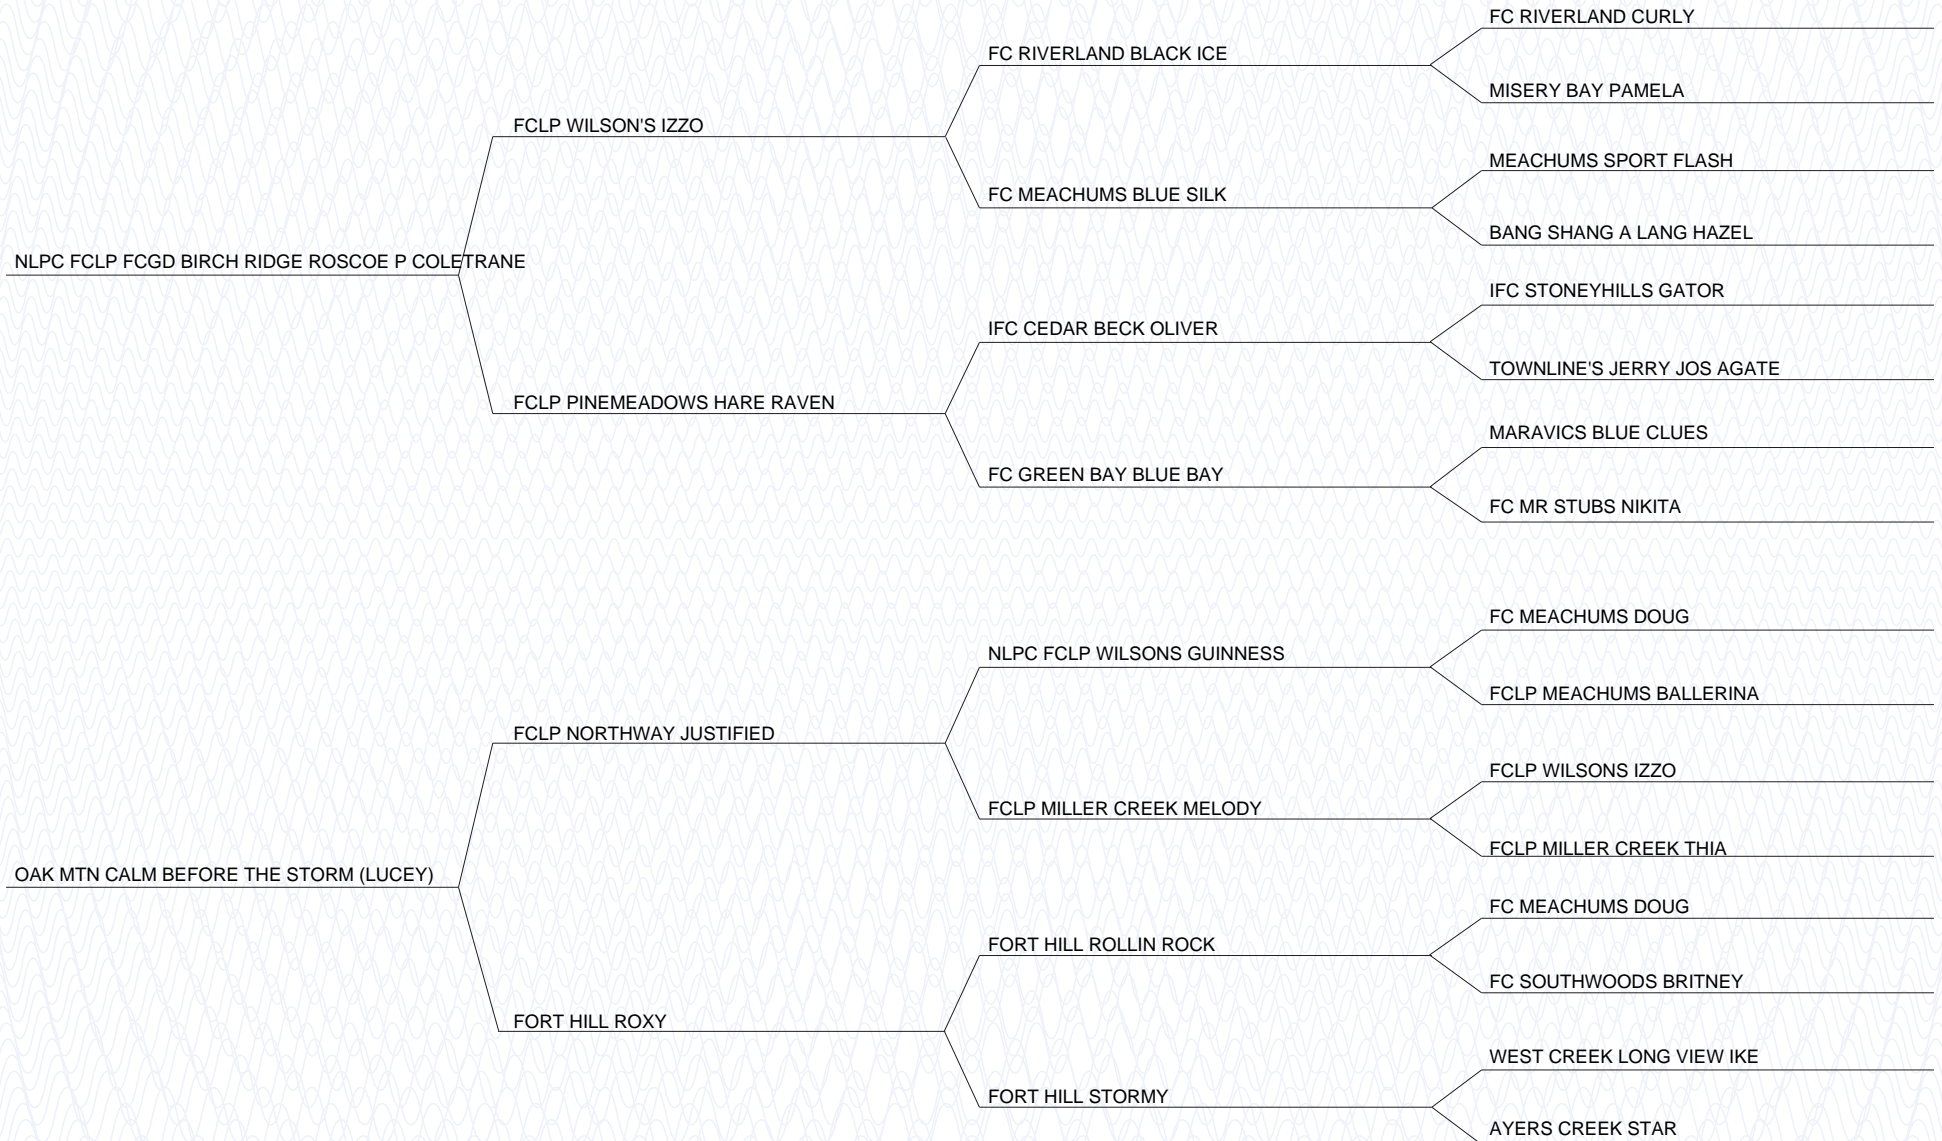 FC RIVERLAND CURLY
FC RIVERLAND BLACK ICE
MISERY BAY PAMELA
FCLP WILSON'S IZZO
MEACHUMS SPORT FLASH
FC MEACHUMS BLUE SILK
BANG SHANG A LANG HAZEL
NLPC FCLP FCGD BIRCH RIDGE ROSCOE P COLETRANE
IFC STONEYHILLS GATOR
IFC CEDAR BECK OLIVER
TOWNLINE'S JERRY JOS AGATE
FCLP PINEMEADOWS HARE RAVEN
MARAVICS BLUE CLUES
FC GREEN BAY BLUE BAY
FC MR STUBS NIKITA
FC MEACHUMS DOUG
NLPC FCLP WILSONS GUINNESS
FCLP MEACHUMS BALLERINA
FCLP NORTHWAY JUSTIFIED
FCLP WILSONS IZZO
FCLP MILLER CREEK MELODY
FCLP MILLER CREEK THIA
OAK MTN CALM BEFORE THE STORM (LUCEY)
FC MEACHUMS DOUG
FORT HILL ROLLIN ROCK
FC SOUTHWOODS BRITNEY
FORT HILL ROXY
WEST CREEK LONG VIEW IKE
FORT HILL STORMY
AYERS CREEK STAR